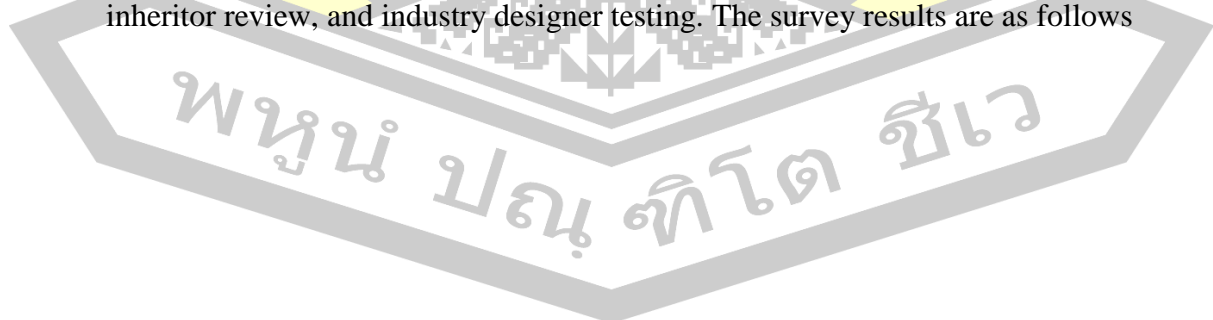 inheritor review, and industry designer testing. The survey results are as follows
พหูนํ ปณฺฑิโต ชีเว